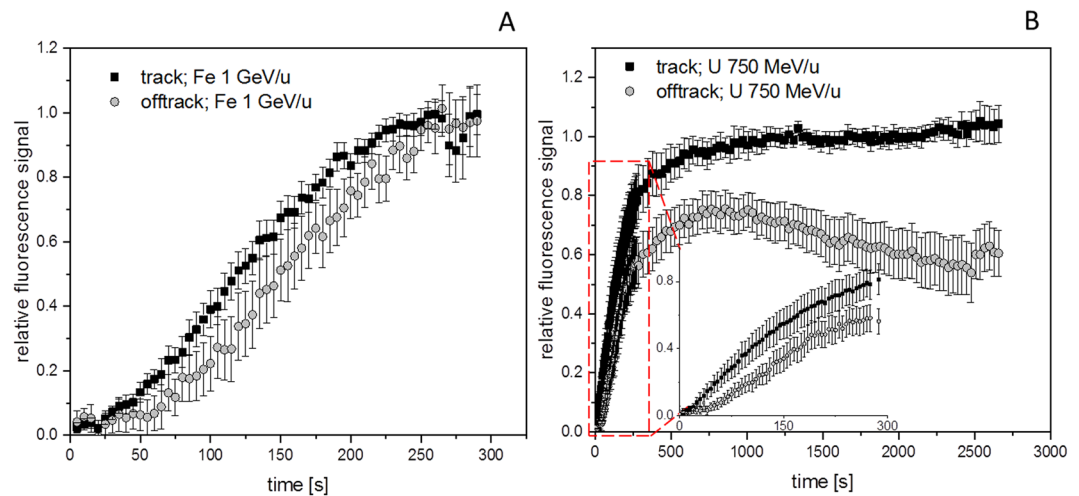 A
B
track; Fe 1 GeV/u
offtrack; Fe 1 GeV/u
relative fluorescence signal
1.2
1.0
0.8
0.6
0.4
0.2
0.0
0 50 100 150 200 250 300
time [s]
track; U 750 MeV/u
offtrack; U 750 MeV/u
relative fluorescence signal
1.2
1.0
0.8
0.6
0.4
0.2
0.0
0.8
0.4
0.0
0 150 300
0 500 1000 1500 2000 2500 3000
time [s]